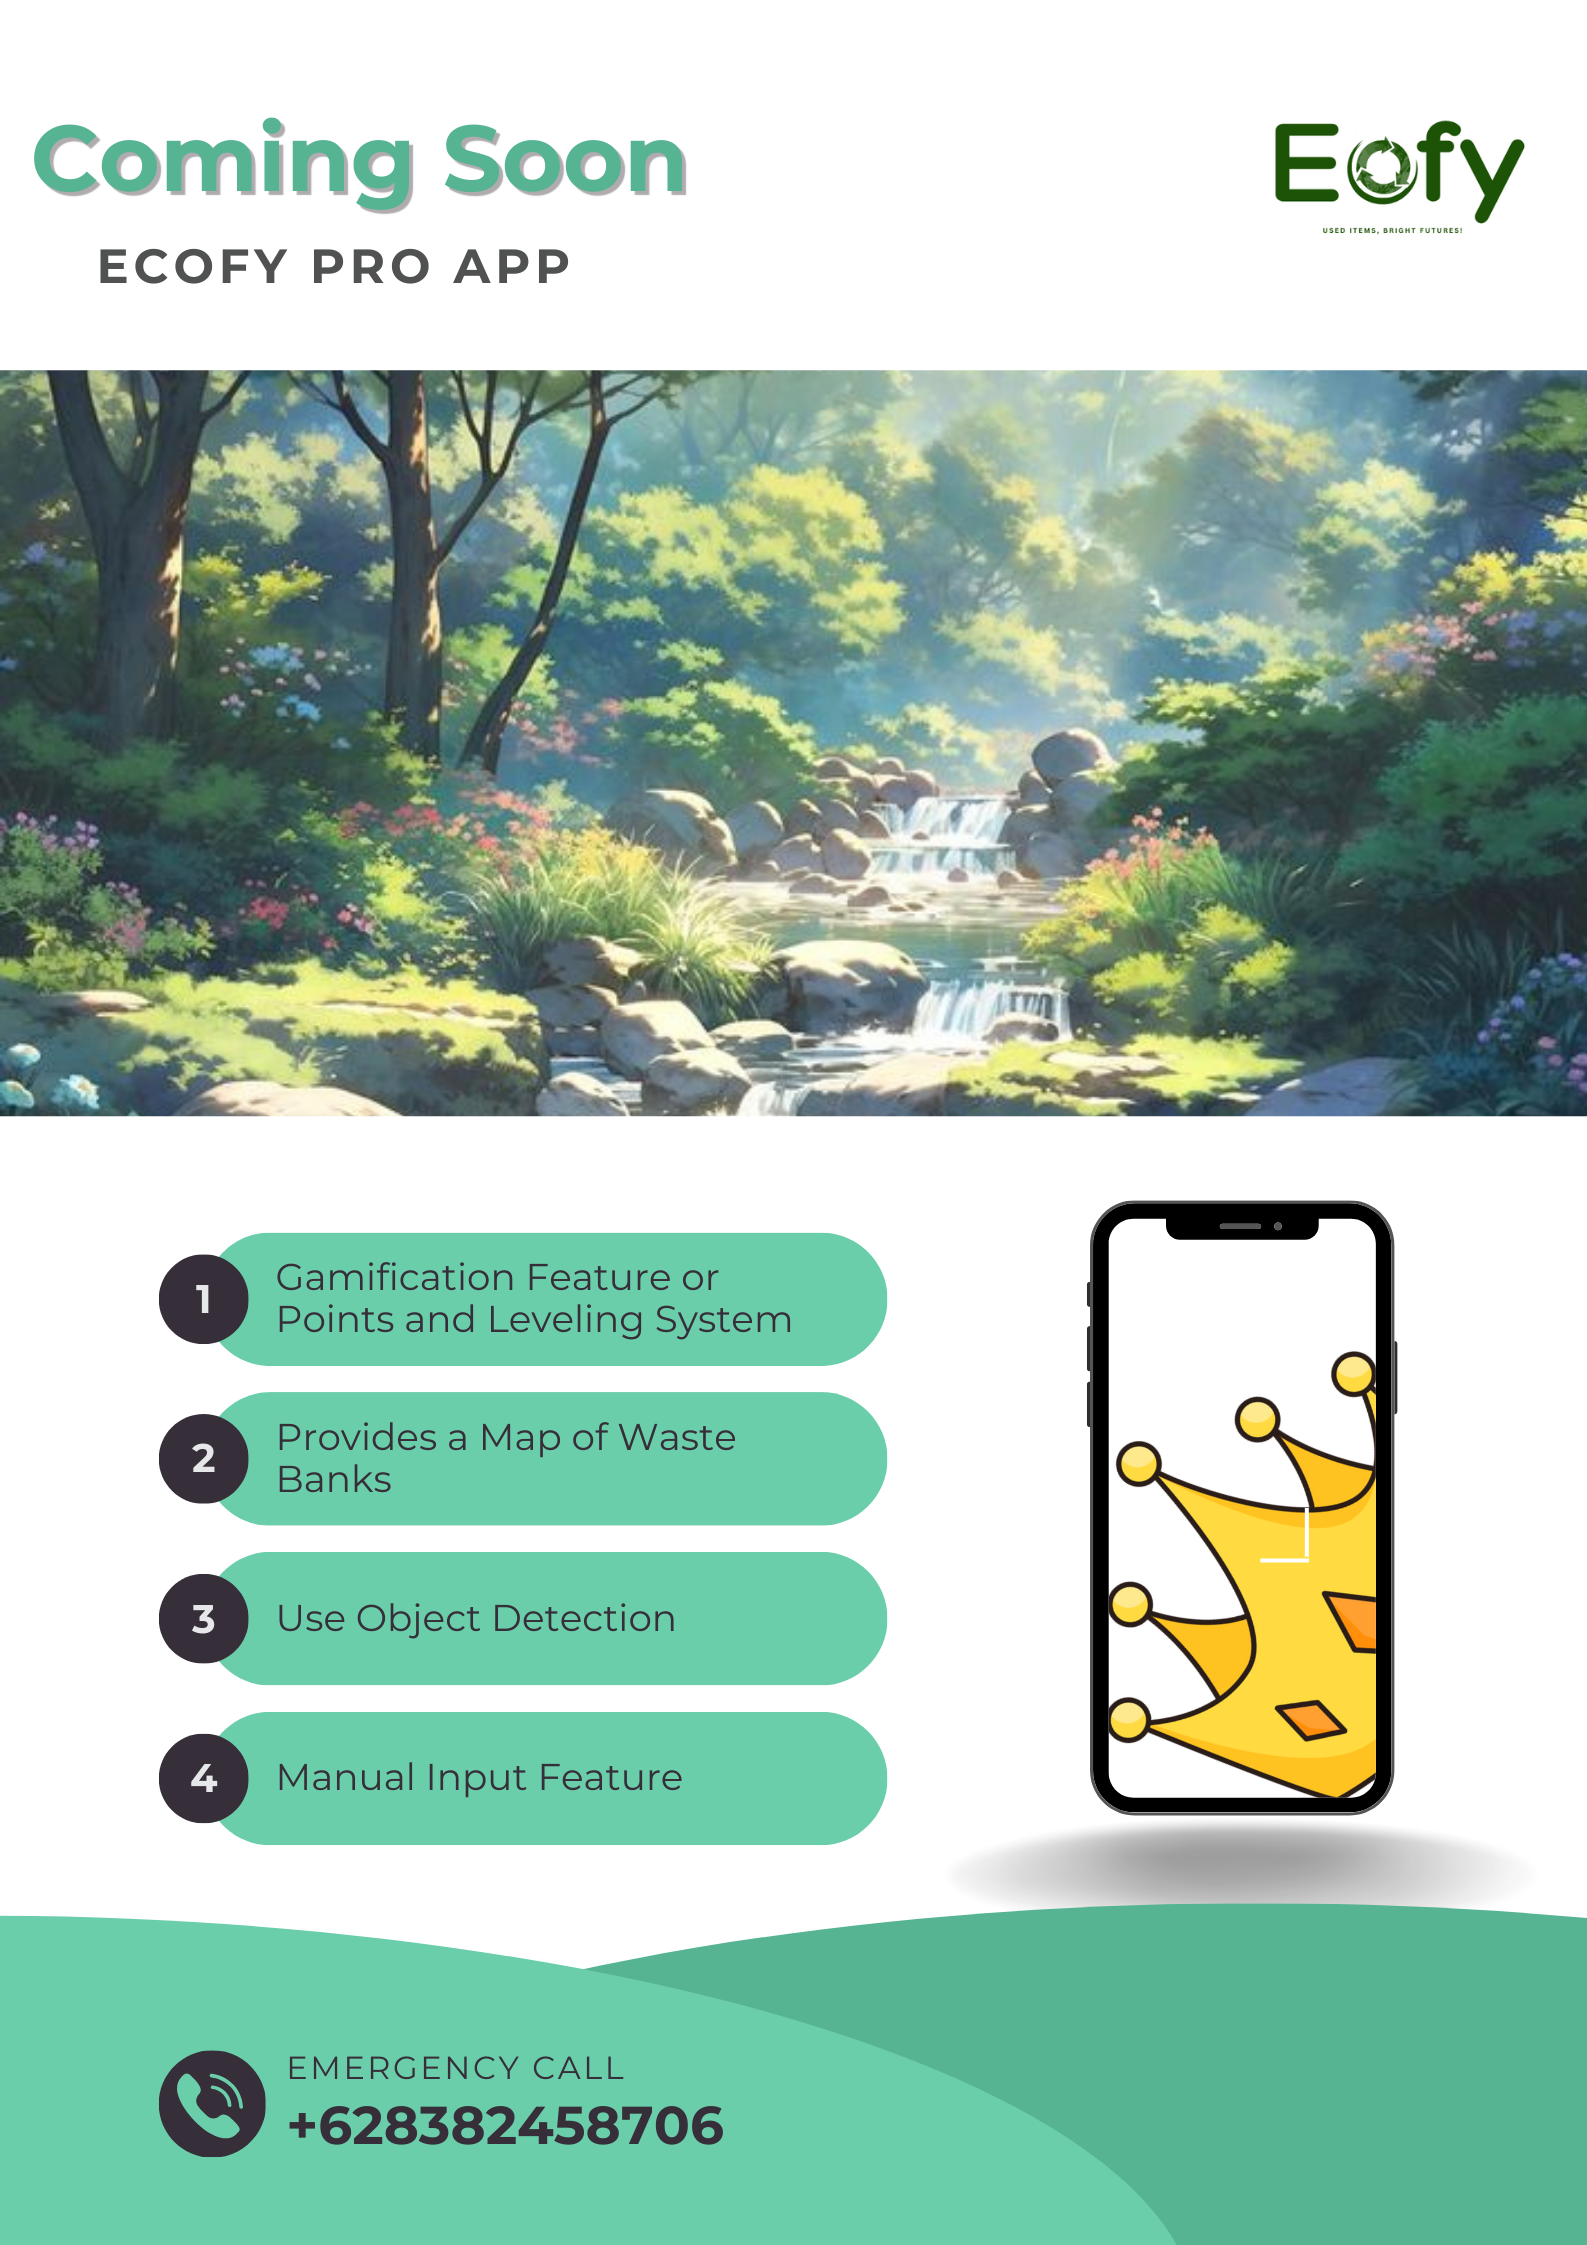 Coming Soon
ECOFY PRO APP
Eofy
USED ITEMS, BRIGHT FUTURES!
1
Gamification Feature or
Points and Leveling System
2
Provides a Map of Waste
Banks
3
Use Object Detection
4
Manual Input Feature
EMERGENCY CALL
+628382458706